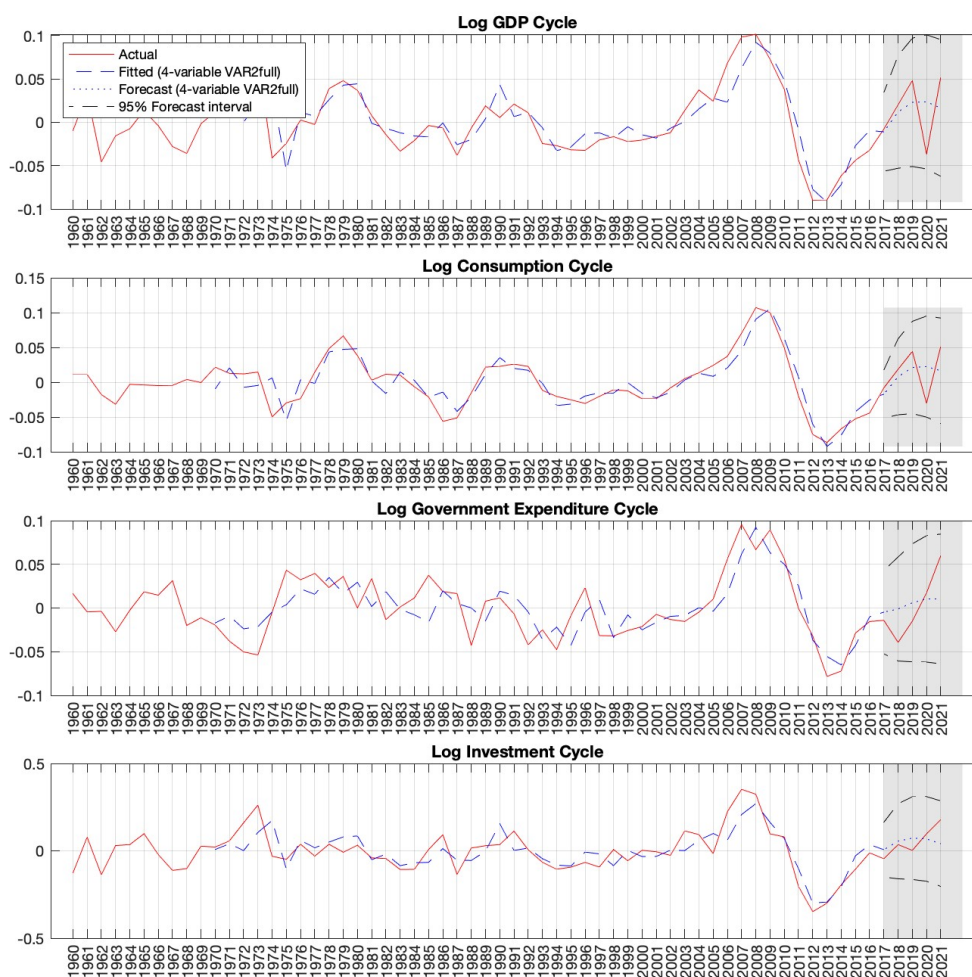 Log GDP Cycle
0.1
0.05
0
-0.05
-0.1
Actual
Fitted (4-variable VAR2full)
Forecast (4-variable VAR2full)
95% Forecast interval
1960 1961 1962 1963 1964 1965 1966 1967 1968 1969 1970 1971 1972 1973 1974 1975 1976 1977 1978 1979 1980 1981 1982 1983 1984 1985 1986 1987 1988 1989 1990 1991 1992 1993 1994 1995 1996 1997 1998 1999 2000 2001 2002 2003 2004 2005 2006 2007 2008 2009 2010 2011 2012 2013 2014 2015 2016 2017 2018 2019 2020 2021
Log Consumption Cycle
0.15
0.1
0.05
0
-0.05
-0.1
1960 1961 1962 1963 1964 1965 1966 1967 1968 1969 1970 1971 1972 1973 1974 1975 1976 1977 1978 1979 1980 1981 1982 1983 1984 1985 1986 1987 1988 1989 1990 1991 1992 1993 1994 1995 1996 1997 1998 1999 2000 2001 2002 2003 2004 2005 2006 2007 2008 2009 2010 2011 2012 2013 2014 2015 2016 2017 2018 2019 2020 2021
Log Government Expenditure Cycle
0.1
0.05
0
-0.05
-0.1
1960 1961 1962 1963 1964 1965 1966 1967 1968 1969 1970 1971 1972 1973 1974 1975 1976 1977 1978 1979 1980 1981 1982 1983 1984 1985 1986 1987 1988 1989 1990 1991 1992 1993 1994 1995 1996 1997 1998 1999 2000 2001 2002 2003 2004 2005 2006 2007 2008 2009 2010 2011 2012 2013 2014 2015 2016 2017 2018 2019 2020 2021
Log Investment Cycle
0.5
0
-0.5
1960 1961 1962 1963 1964 1965 1966 1967 1968 1969 1970 1971 1972 1973 1974 1975 1976 1977 1978 1979 1980 1981 1982 1983 1984 1985 1986 1987 1988 1989 1990 1991 1992 1993 1994 1995 1996 1997 1998 1999 2000 2001 2002 2003 2004 2005 2006 2007 2008 2009 2010 2011 2012 2013 2014 2015 2016 2017 2018 2019 2020 2021